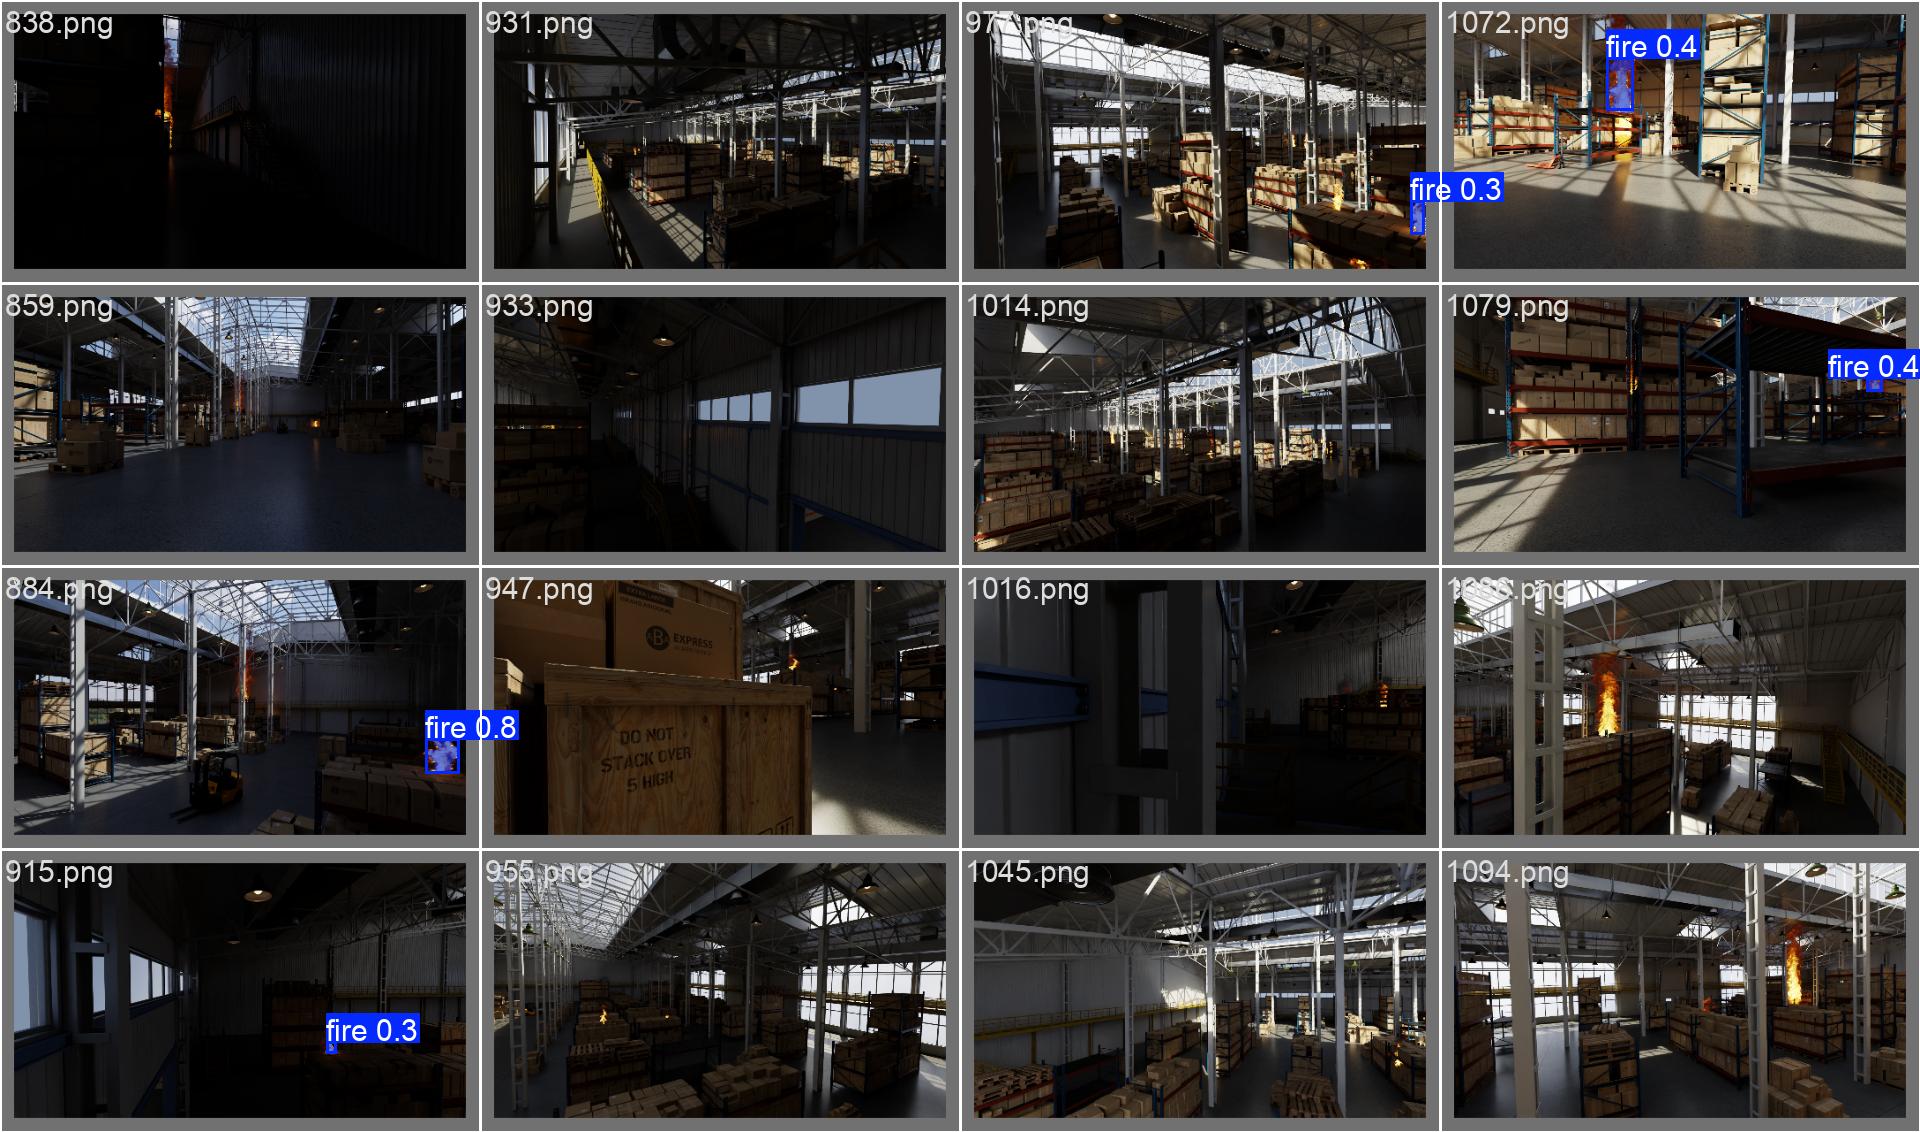 838.png
931.png
977.png
1072.png
fire 0.4
fire 0.3
859.png
933.png
1014.png
1079.png
fire 0.4
884.png
947.png
1016.png
fire 0.8
EXPRESS
DO NOT
STACK OVER
5 HIGH
915.png
955.png
1045.png
1094.png
fire 0.3